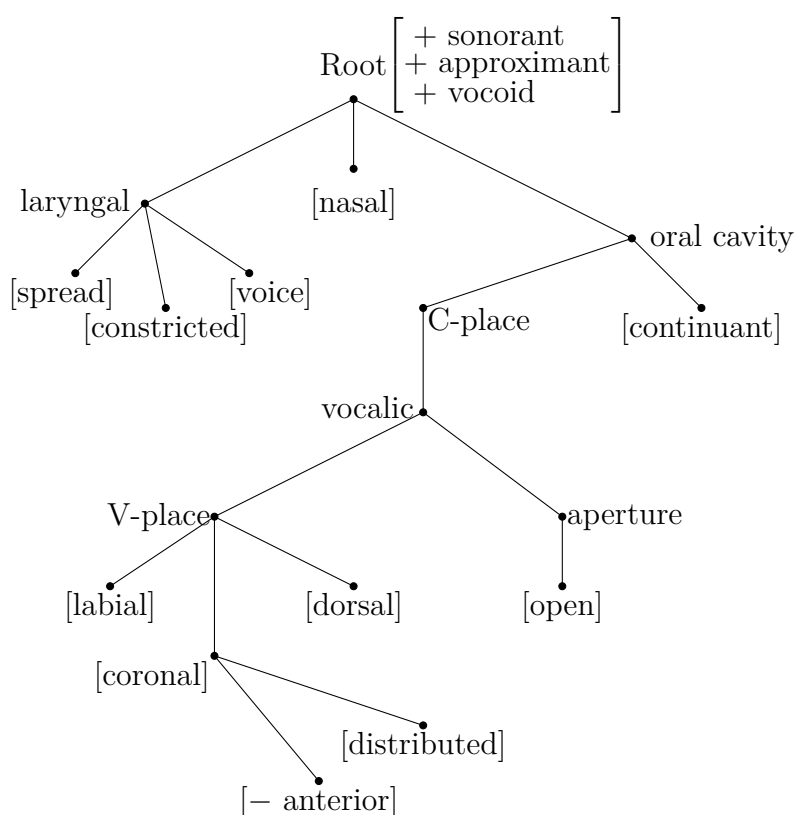 + sonorant
Root + approximant
+ vocoid
laryngal
[nasal]
oral cavity
[spread]
[voice]
[constricted]
C-place
[continuant]
vocalic
V-place
aperture
[labial]
[dorsal]
[open]
[coronal]
[distributed]
[− anterior]